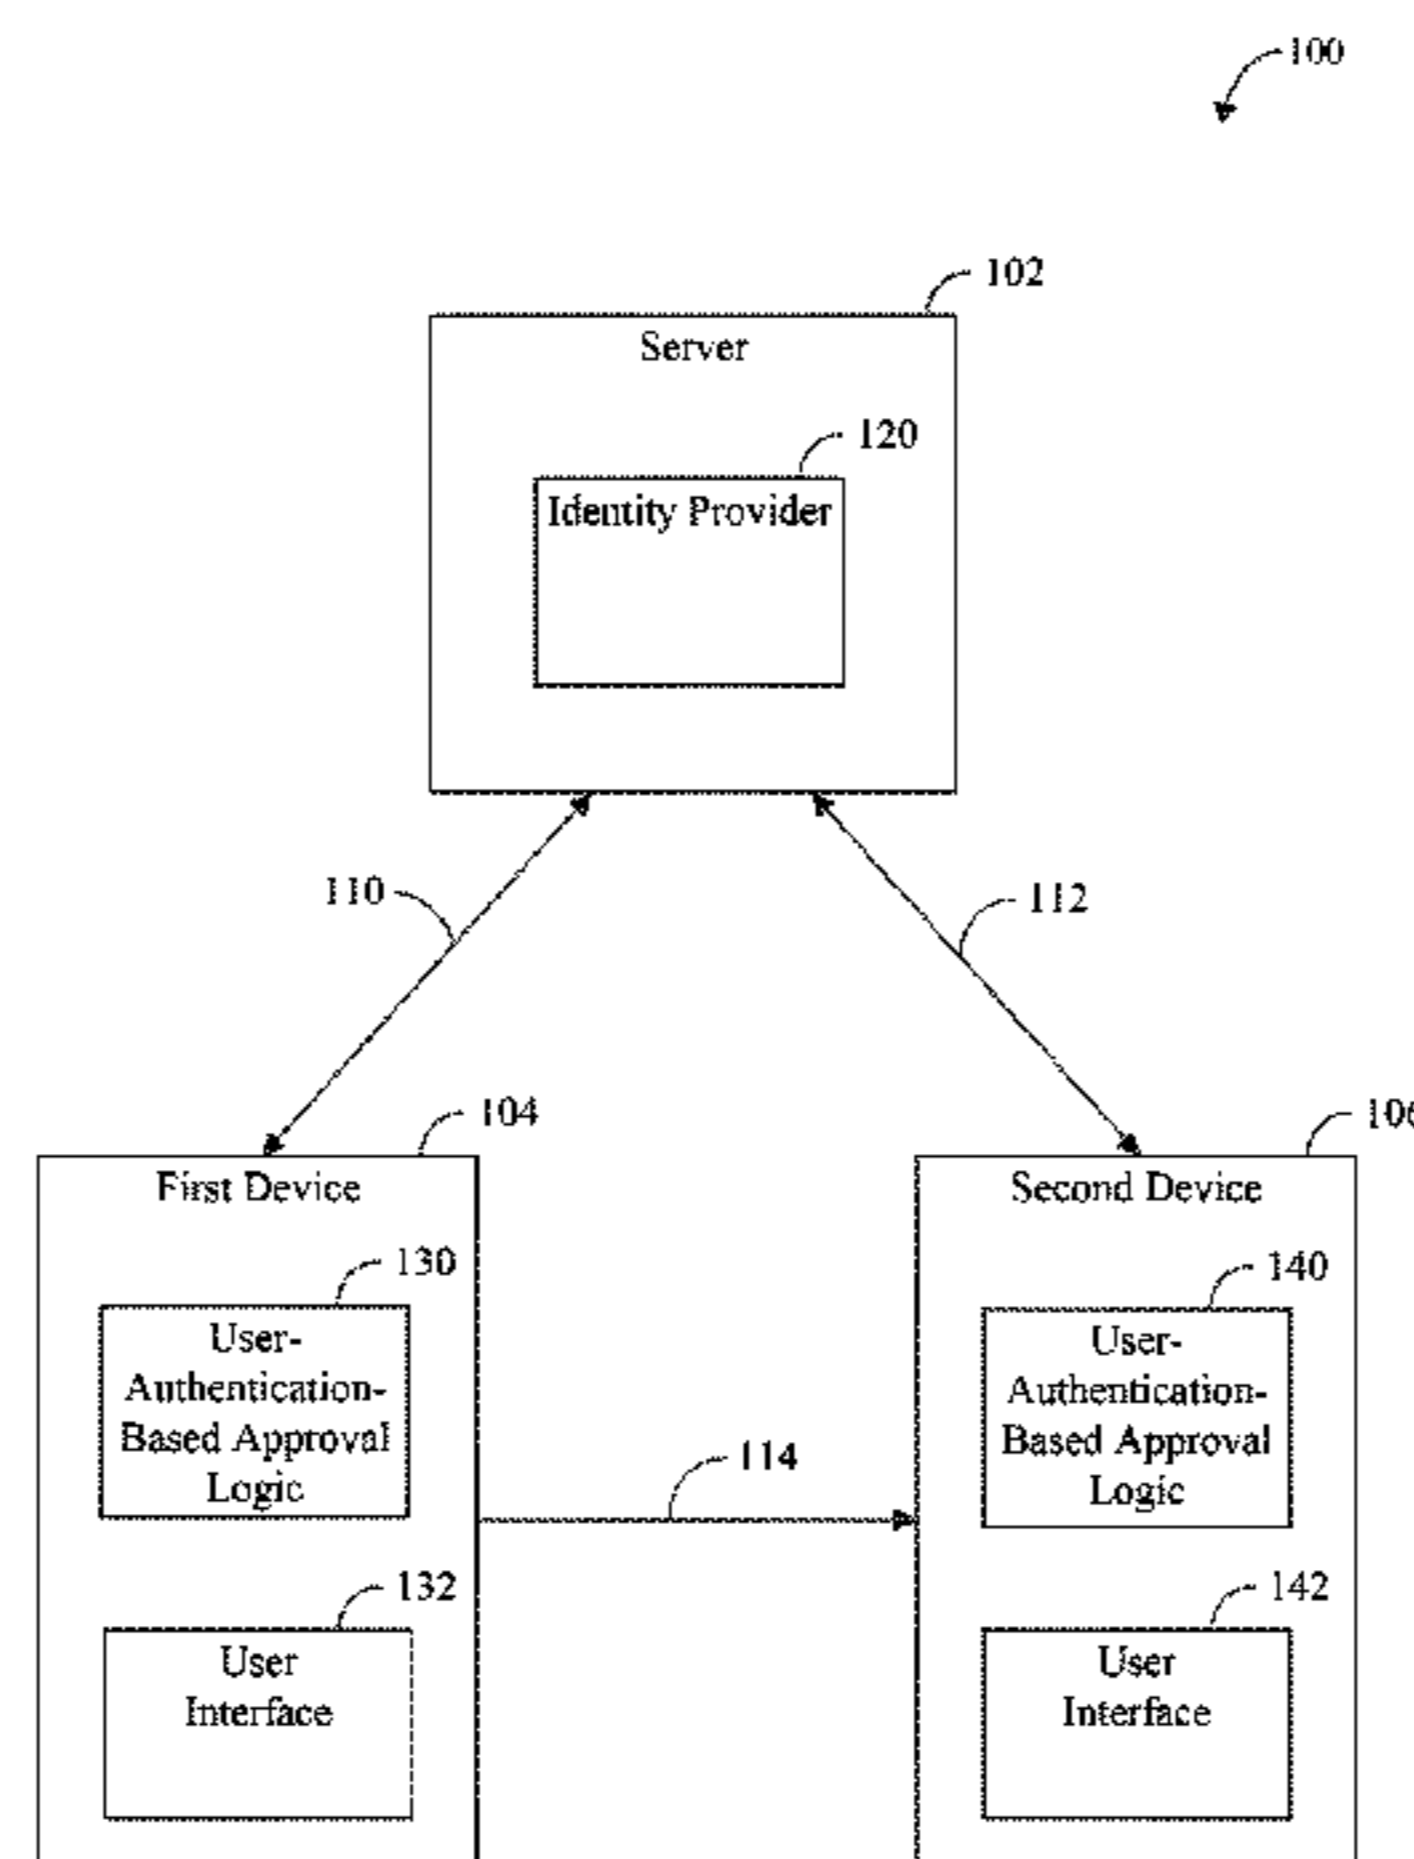 100
102
Server
120
Identity Provider
110
112
104
106
First Device
Second Device
130
140
User-
Authentication-
Based Approval
Logic
User-
Authentication-
Based Approval
Logic
114
132
142
User
Interface
User
Interface